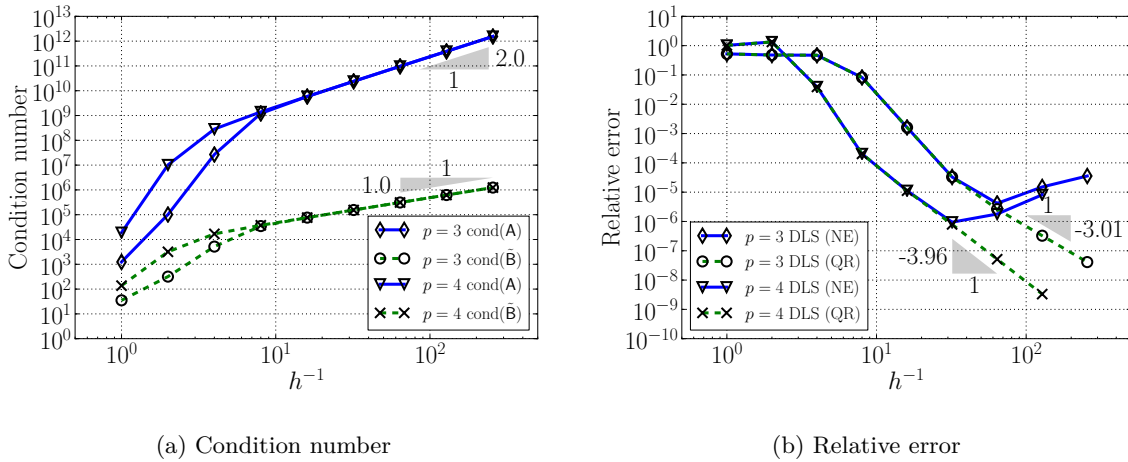 10^13
10^12
10^11
10^10
10^9
10^8
10^7
10^6
10^5
10^4
10^3
10^2
10^1
10^0
Condition number
10^0 10^1 10^2
h^-1
2.0
1
1
1.0
p = 3 cond(A)
p = 3 cond(B̃)
p = 4 cond(A)
p = 4 cond(B̃)
(a) Condition number
10^1
10^0
10^-1
10^-2
10^-3
10^-4
10^-5
10^-6
10^-7
10^-8
10^-9
10^-10
Relative error
10^0 10^1 10^2
h^-1
1
-3.01
-3.96
1
p = 3 DLS (NE)
p = 3 DLS (QR)
p = 4 DLS (NE)
p = 4 DLS (QR)
(b) Relative error